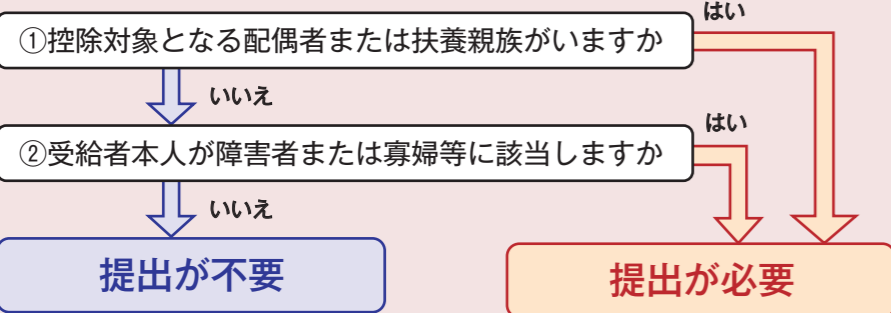 はい
①控除対象となる配偶者または扶養親族がいますか
いいえ
はい
②受給者本人が障害者または寡婦等に該当しますか
いいえ
提出が不要
提出が必要